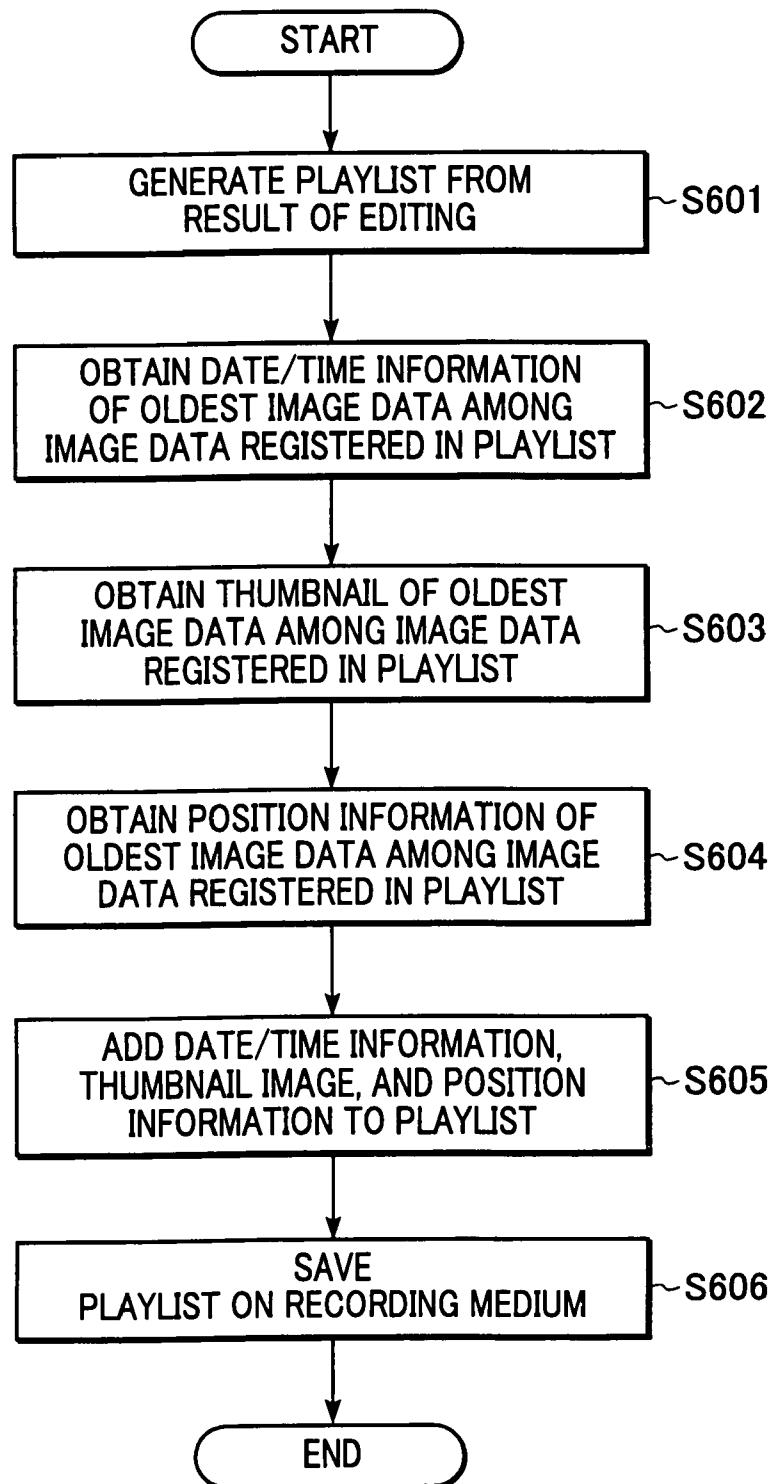 START
GENERATE PLAYLIST FROM
RESULT OF EDITING
S601
OBTAIN DATE/TIME INFORMATION
OF OLDEST IMAGE DATA AMONG
IMAGE DATA REGISTERED IN PLAYLIST
S602
OBTAIN THUMBNAIL OF OLDEST
IMAGE DATA AMONG IMAGE DATA
REGISTERED IN PLAYLIST
S603
OBTAIN POSITION INFORMATION OF
OLDEST IMAGE DATA AMONG IMAGE
DATA REGISTERED IN PLAYLIST
S604
ADD DATE/TIME INFORMATION,
THUMBNAIL IMAGE, AND POSITION
INFORMATION TO PLAYLIST
S605
SAVE
PLAYLIST ON RECORDING MEDIUM
S606
END